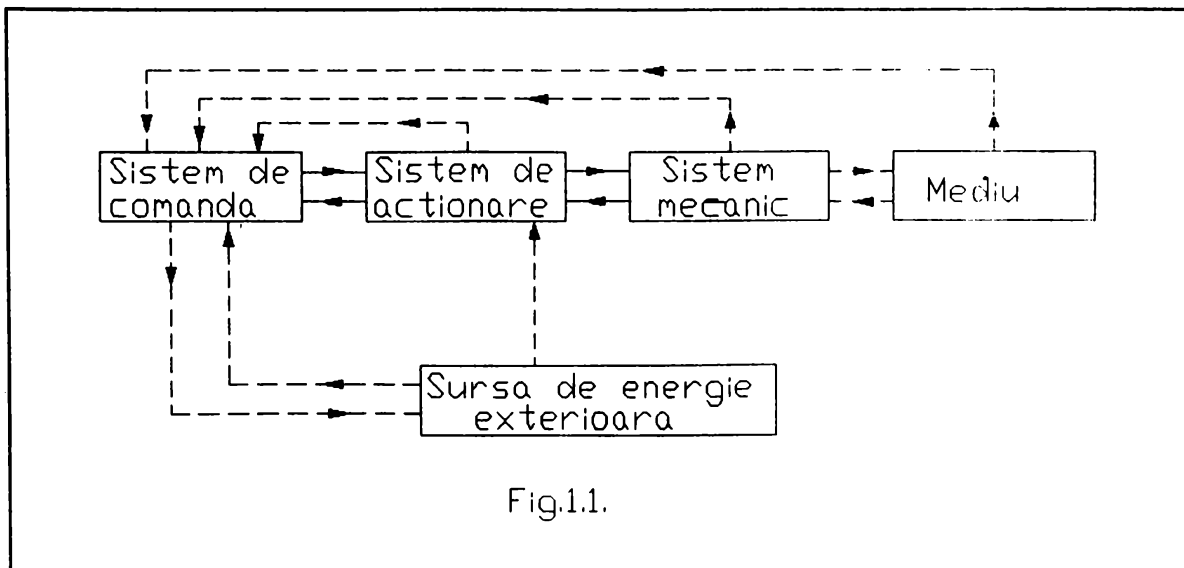 Sistem de
comanda
Sistem de
actionare
Sistem
mecanic
Mediu
Sursa de energie
exterioara
Fig.1.1.